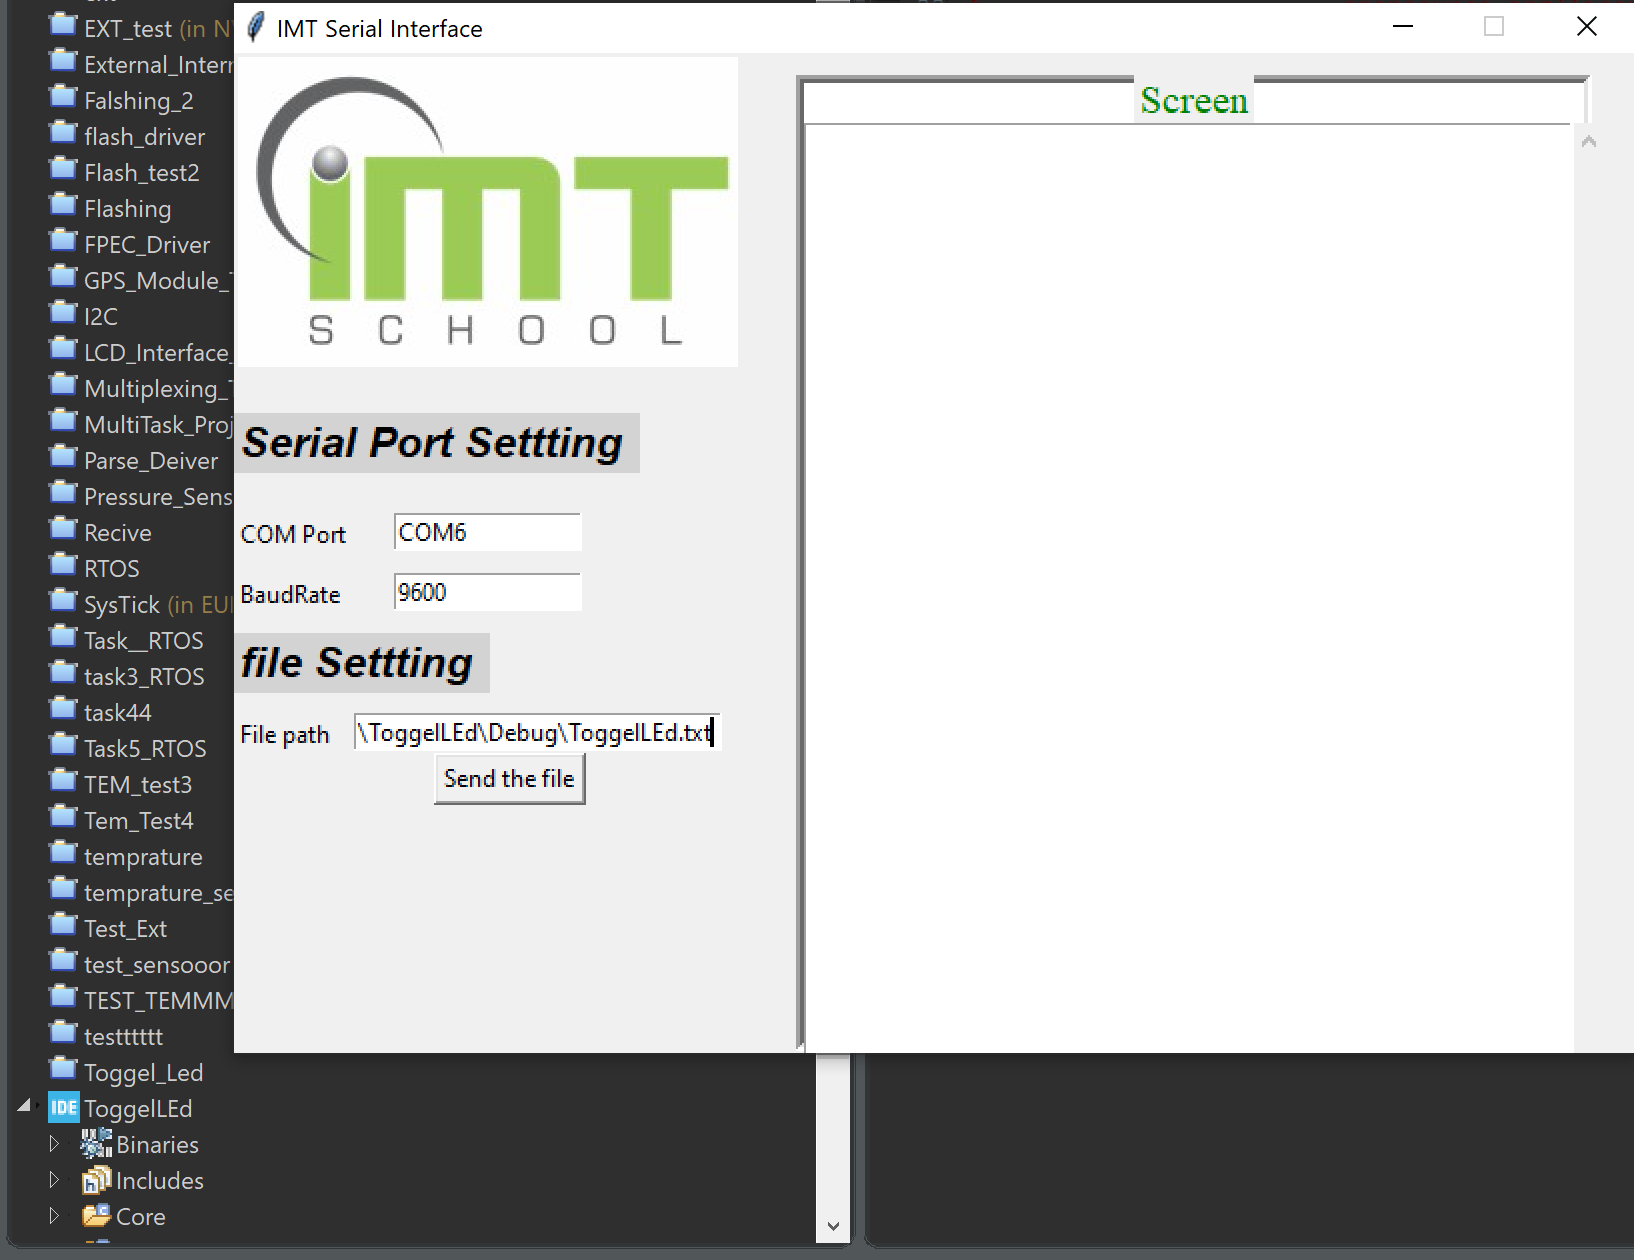 EXT_test (in N
External_Interr
Falshing_2
flash_driver
Flash_test2
Flashing
FPEC_Driver
GPS_Module_
I2C
LCD_Interface_
Multiplexing_
MultiTask_Proj
Parse_Deiver
Pressure_Sens
Recive
RTOS
SysTick (in EUI
Task__RTOS
task3_RTOS
task44
Task5_RTOS
TEM_test3
Tem_Test4
temprature
temprature_se
Test_Ext
test_sensooor
TEST_TEMMM
testttttt
Toggel_Led
IDE ToggelLEd
Binaries
Includes
Core
IMT Serial Interface
iMT
SCHOOL
Serial Port Settting
COM Port COM6
BaudRate 9600
file Settting
File path \ToggelLEd\Debug\ToggelLEd.txt
Send the file
Screen